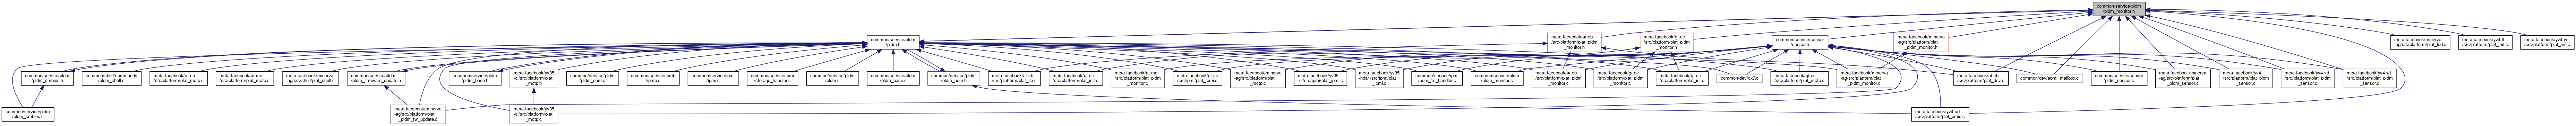 common/service/pldm
/pldm_monitor.h
common/service/pldm
/pldm.h
meta-facebook/at-cb
/src/platform/plat_pldm
_monitor.h
meta-facebook/gt-cc
/src/platform/plat_pldm
_monitor.h
common/service/sensor
/sensor.h
meta-facebook/minerva
-ag/src/platform/plat
_pldm_monitor.h
meta-facebook/minerva
-ag/src/platform/plat_led.c
meta-facebook/yv4-ff
/src/platform/plat_init.c
meta-facebook/yv4-wf
/src/platform/plat_init.c
common/service/pldm
/pldm_smbios.h
common/shell/commands
/pldm_shell.c
meta-facebook/at-cb
/src/platform/plat_mctp.c
meta-facebook/at-mc
/src/platform/plat_mctp.c
meta-facebook/minerva
-ag/src/shell/plat_shell.c
common/service/pldm
/pldm_firmware_update.h
common/service/pldm
/pldm_base.h
meta-facebook/yv35
-cl/src/platform/plat
_mctp.h
common/service/pldm
/pldm_oem.c
common/service/ipmb
/ipmb.c
common/service/ipmi
/ipmi.c
common/service/ipmi
/storage_handler.c
common/service/pldm
/pldm.c
common/service/pldm
/pldm_base.c
common/service/pldm
/pldm_oem.h
meta-facebook/at-cb
/src/platform/plat_isr.c
meta-facebook/gt-cc
/src/platform/plat_init.c
meta-facebook/at-mc
/src/platform/plat_pldm
_monitor.c
meta-facebook/gt-cc
/src/ipmi/plat_ipmi.c
meta-facebook/minerva
-ag/src/platform/plat
_mctp.c
meta-facebook/yv35
-cl/src/ipmi/plat_ipmi.c
meta-facebook/yv35
-hda1/src/ipmi/plat
_ipmi.c
common/service/ipmi
/oem_1s_handler.c
common/service/pldm
/pldm_monitor.c
meta-facebook/at-cb
/src/platform/plat_pldm
_monitor.c
meta-facebook/gt-cc
/src/platform/plat_pldm
_monitor.c
meta-facebook/gt-cc
/src/platform/plat_isr.c
common/dev/cx7.c
meta-facebook/gt-cc
/src/platform/plat_mctp.c
meta-facebook/minerva
-ag/src/platform/plat
_pldm_monitor.c
meta-facebook/at-cb
/src/platform/plat_dev.c
common/dev/apml_mailbox.c
common/service/sensor
/pldm_sensor.c
meta-facebook/minerva
-ag/src/platform/plat
_pldm_sensor.c
meta-facebook/yv4-ff
/src/platform/plat_pldm
_sensor.c
meta-facebook/yv4-sd
/src/platform/plat_pldm
_sensor.c
meta-facebook/yv4-wf
/src/platform/plat_pldm
_sensor.c
common/service/pldm
/pldm_smbios.c
meta-facebook/minerva
-ag/src/platform/plat
_pldm_fw_update.c
meta-facebook/yv35
-cl/src/platform/plat
_mctp.c
meta-facebook/yv4-sd
/src/platform/plat_pmic.c